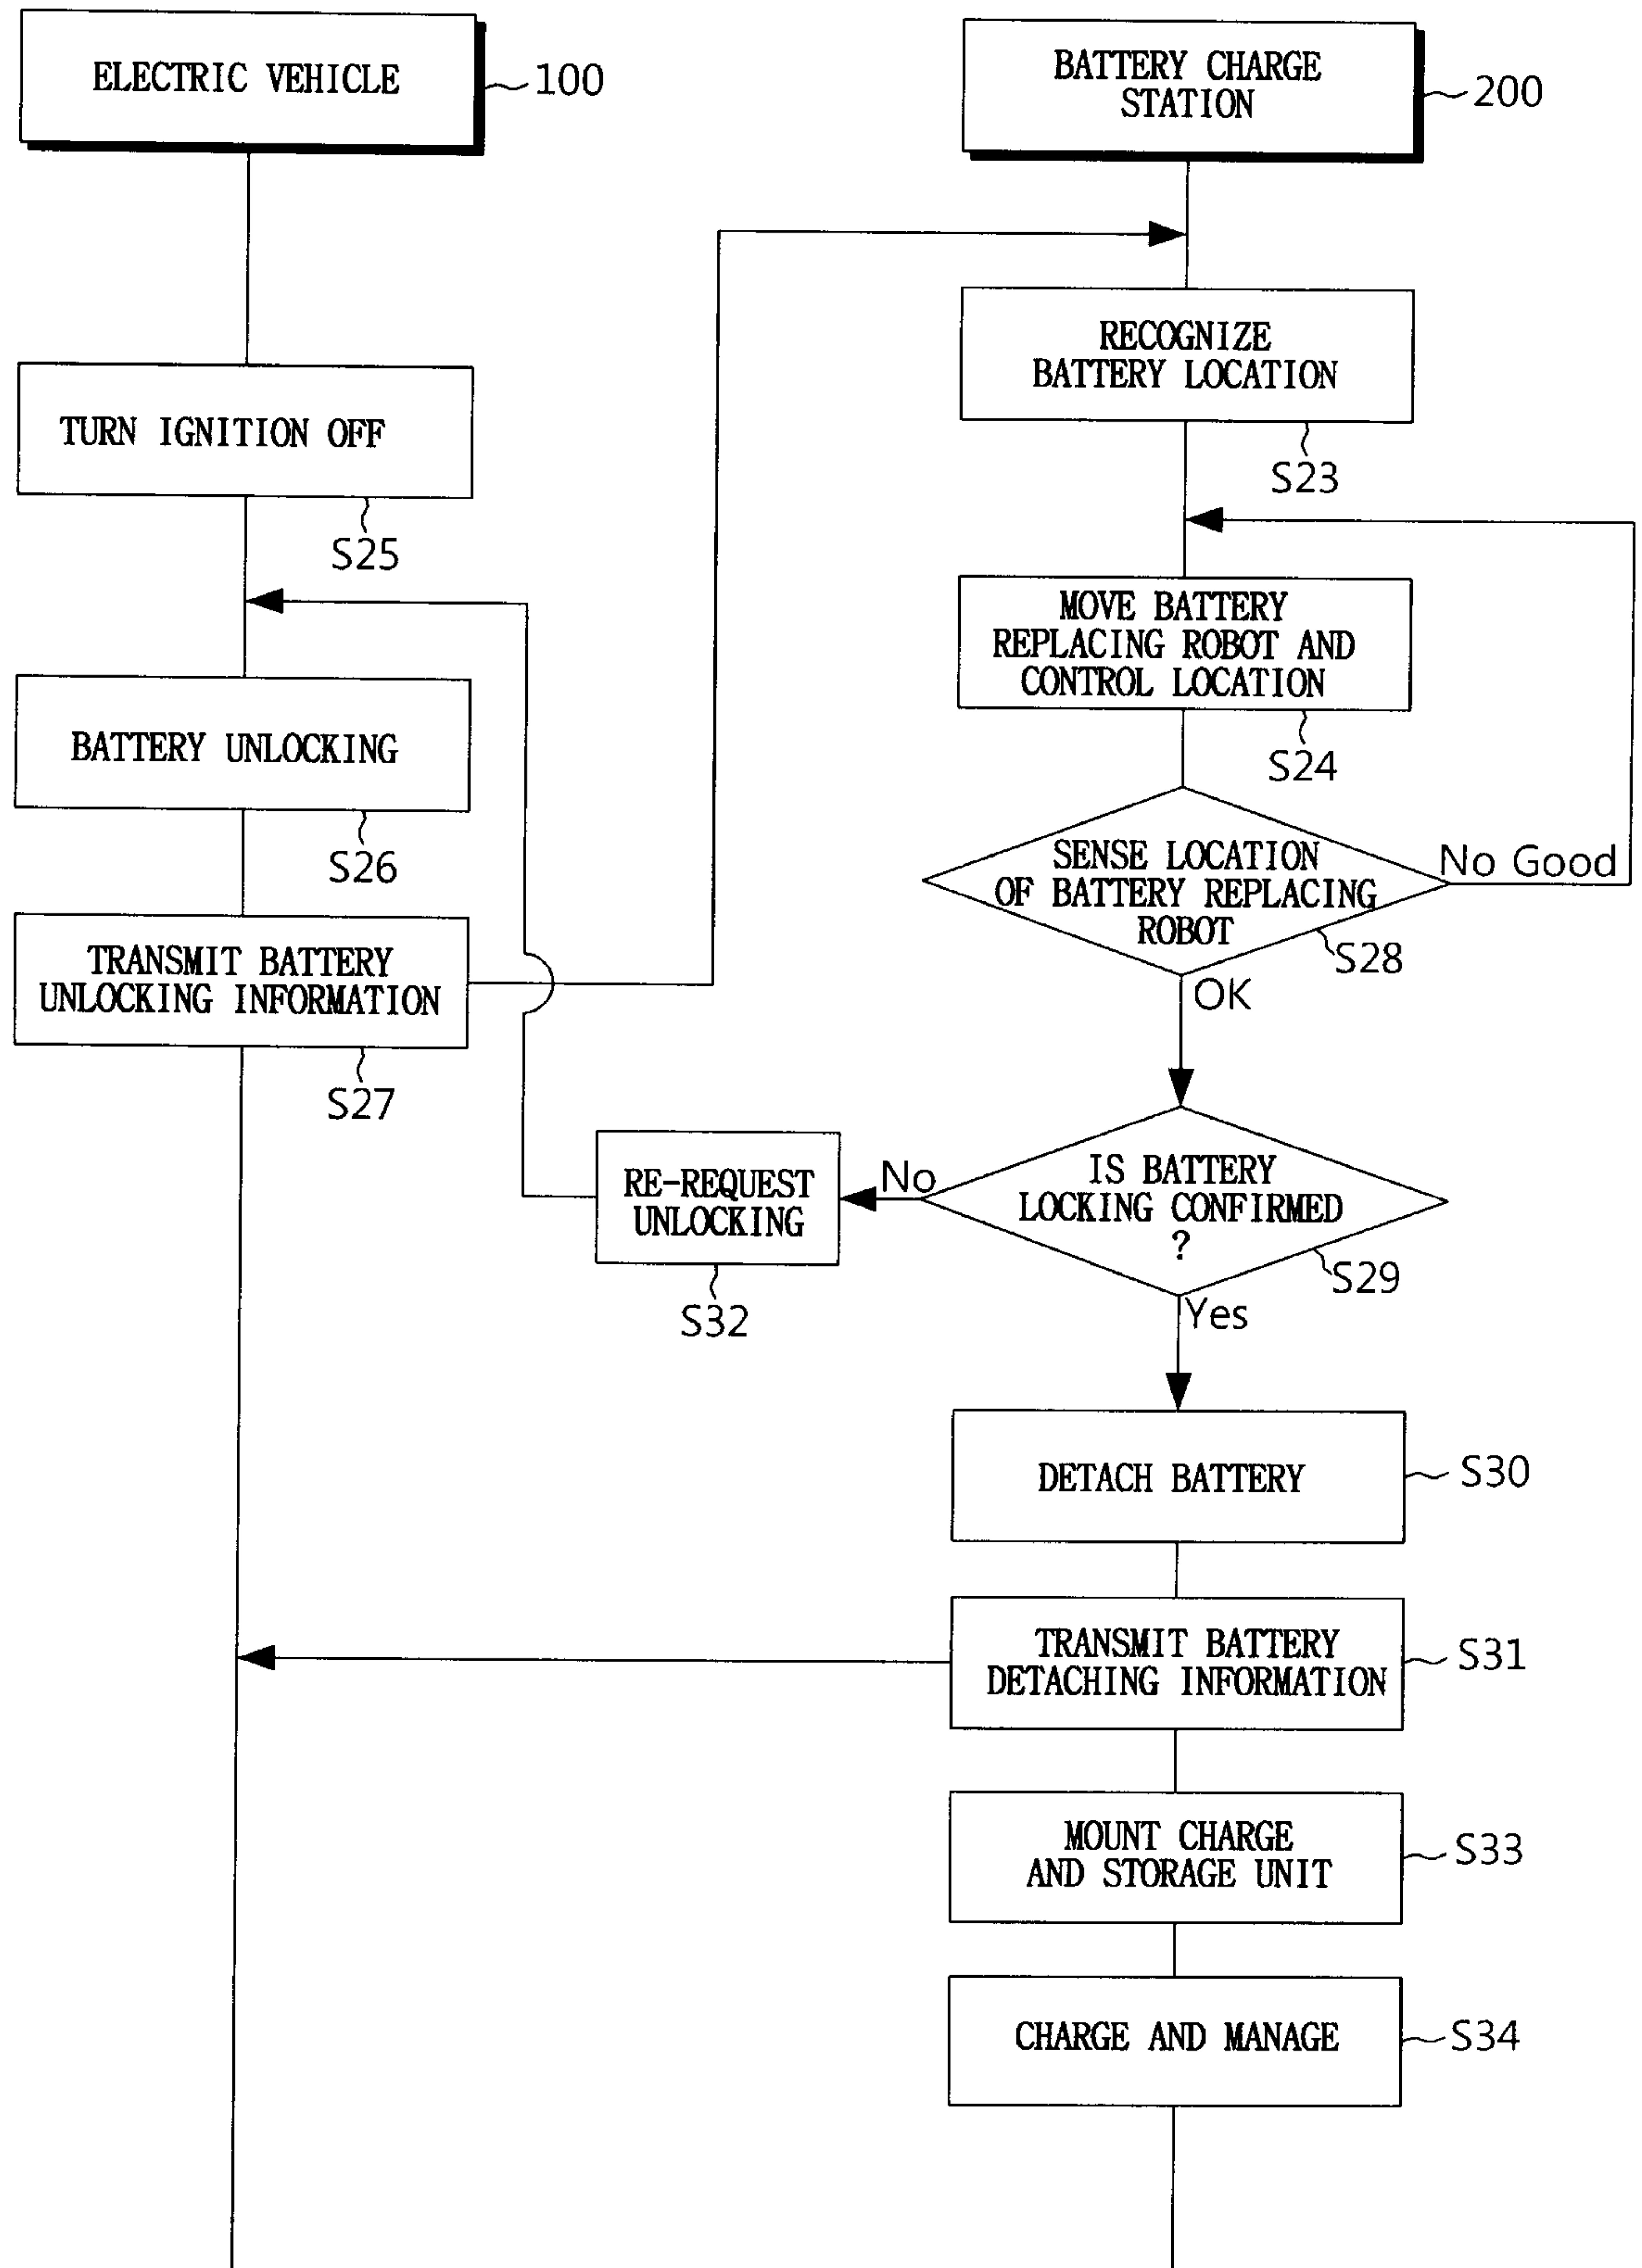 ELECTRIC VEHICLE
100
BATTERY CHARGE
STATION
200
TURN IGNITION OFF
S25
BATTERY UNLOCKING
S26
TRANSMIT BATTERY
UNLOCKING INFORMATION
S27
RECOGNIZE
BATTERY LOCATION
S23
MOVE BATTERY
REPLACING ROBOT AND
CONTROL LOCATION
S24
SENSE LOCATION
OF BATTERY REPLACING
ROBOT
S28
No Good
OK
IS BATTERY
LOCKING CONFIRMED
?
S29
No
RE-REQUEST
UNLOCKING
S32
Yes
DETACH BATTERY
S30
TRANSMIT BATTERY
DETACHING INFORMATION
S31
MOUNT CHARGE
AND STORAGE UNIT
S33
CHARGE AND MANAGE
S34